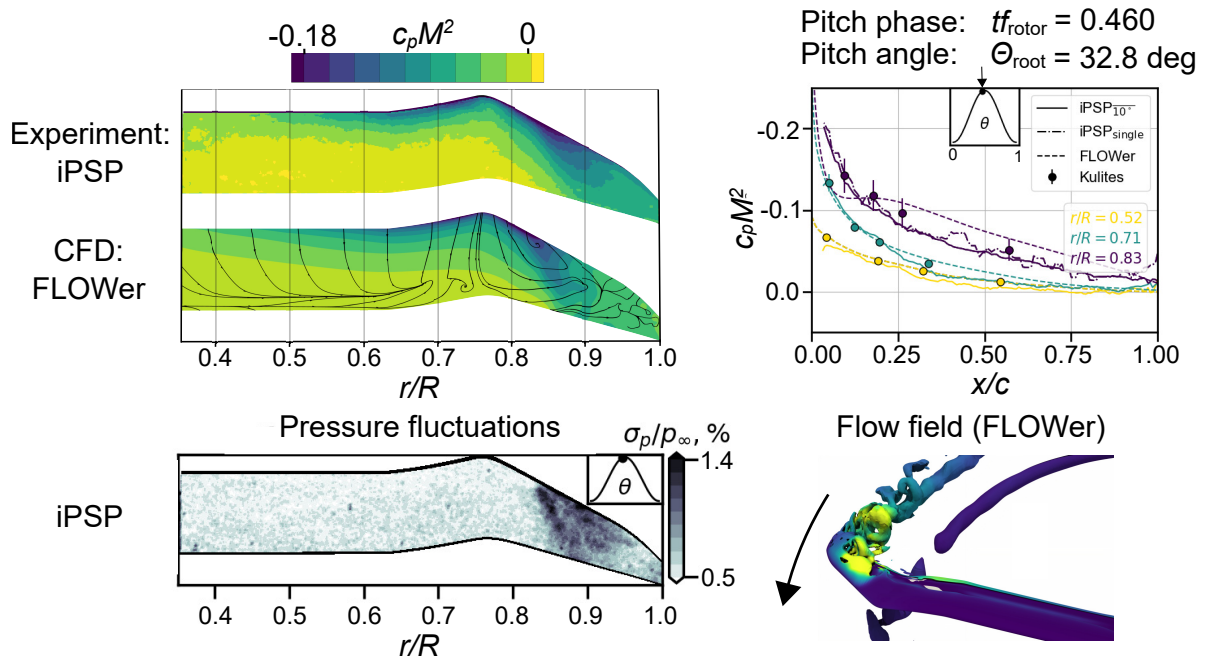 -0.18 c_pM² 0
Experiment:
iPSP
CFD:
FLOWer
0.4 0.5 0.6 0.7 0.8 0.9 1.0
r/R
Pitch phase: tf_rotor = 0.460
Pitch angle: Θ_root = 32.8 deg
c_pM²
-0.2
-0.1
0.0
θ
0 1
iPSP_10°
iPSP_single
FLOWer
Kulites
r/R = 0.52
r/R = 0.71
r/R = 0.83
0.00 0.25 0.50 0.75 1.00
x/c
Pressure fluctuations
σ_p/p_∞, %
iPSP
θ
1.4
0.5
0.4 0.5 0.6 0.7 0.8 0.9 1.0
r/R
Flow field (FLOWer)